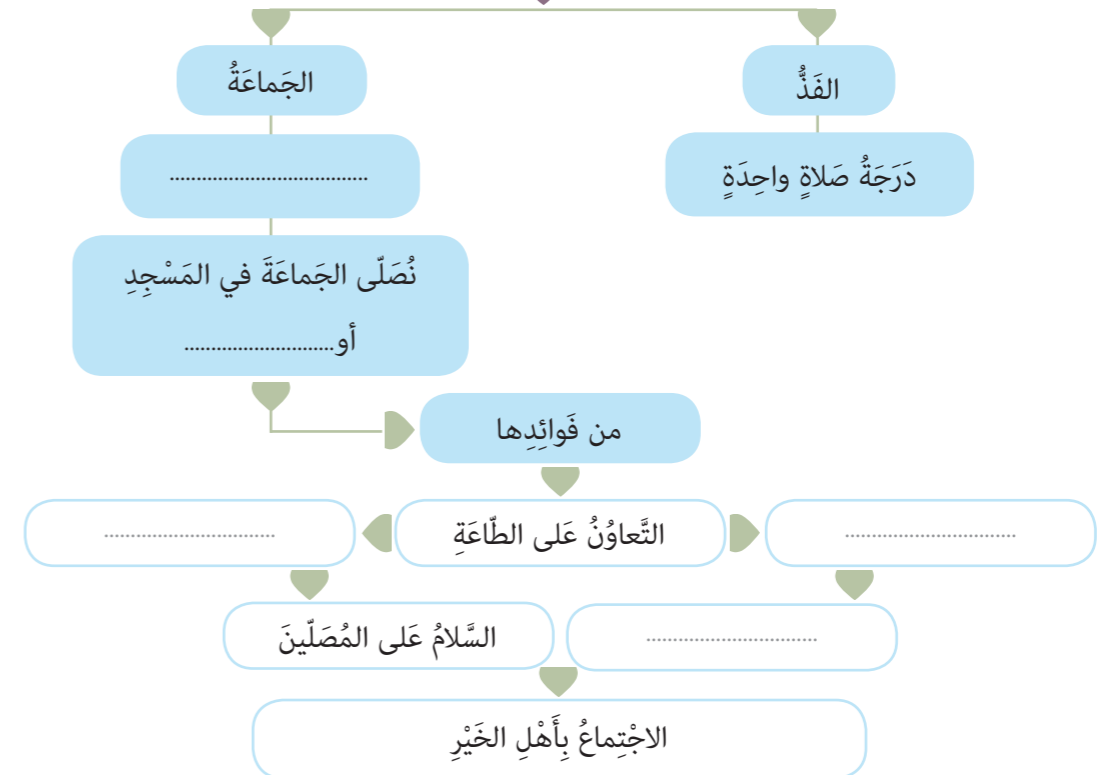 الفَذُّ
الجَماعَةُ
دَرَجَةُ صَلاةٍ واحِدَةٍ
......................................
نُصَلّى الجَماعَةَ في المَسْجِدِ
أو.............................
من فَوائِدِها
.................................
التَّعاوُنُ عَلى الطّاعَةِ
.................................
.................................
السَّلامُ عَلى المُصَلّينَ
الاجْتِماعُ بِأَهْلِ الخَيْرِ